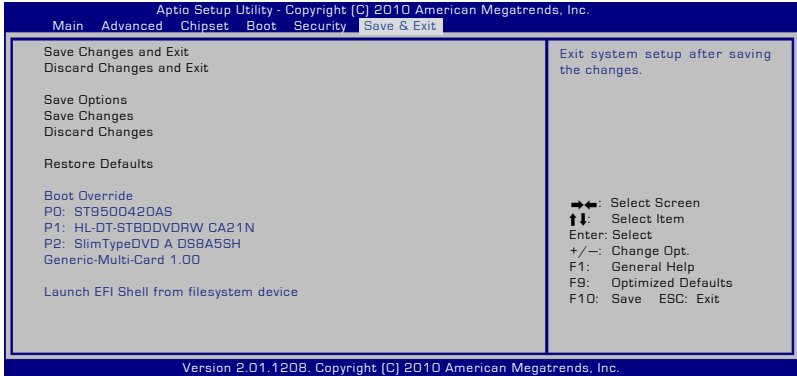 Aptio Setup Utility - Copyright (C) 2010 American Megatrends, Inc.
Main Advanced Chipset Boot Security Save & Exit
Save Changes and Exit
Discard Changes and Exit
Save Options
Save Changes
Discard Changes
Restore Defaults
Boot Override
P0: ST9500420AS
P1: HL-DT-STBDDVDRW CA21N
P2: SlimTypeDVD A DS8A5SH
Generic-Multi-Card 1.00
Launch EFI Shell from filesystem device
Exit system setup after saving
the changes.
→←: Select Screen
↑↓: Select Item
Enter: Select
+/—: Change Opt.
F1: General Help
F9: Optimized Defaults
F10: Save ESC: Exit
Version 2.01.1208. Copyright (C) 2010 American Megatrends, Inc.